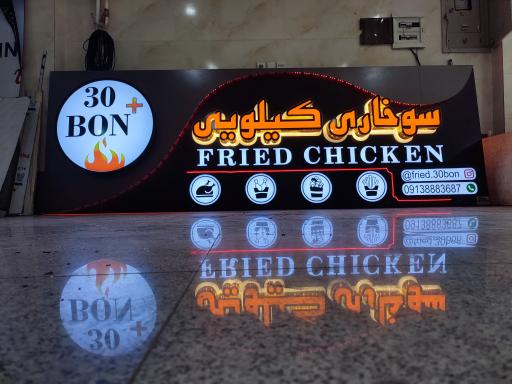 30
BON+
سوخاری کیلویی
FRIED CHICKEN
@fried.30bon
09138883687